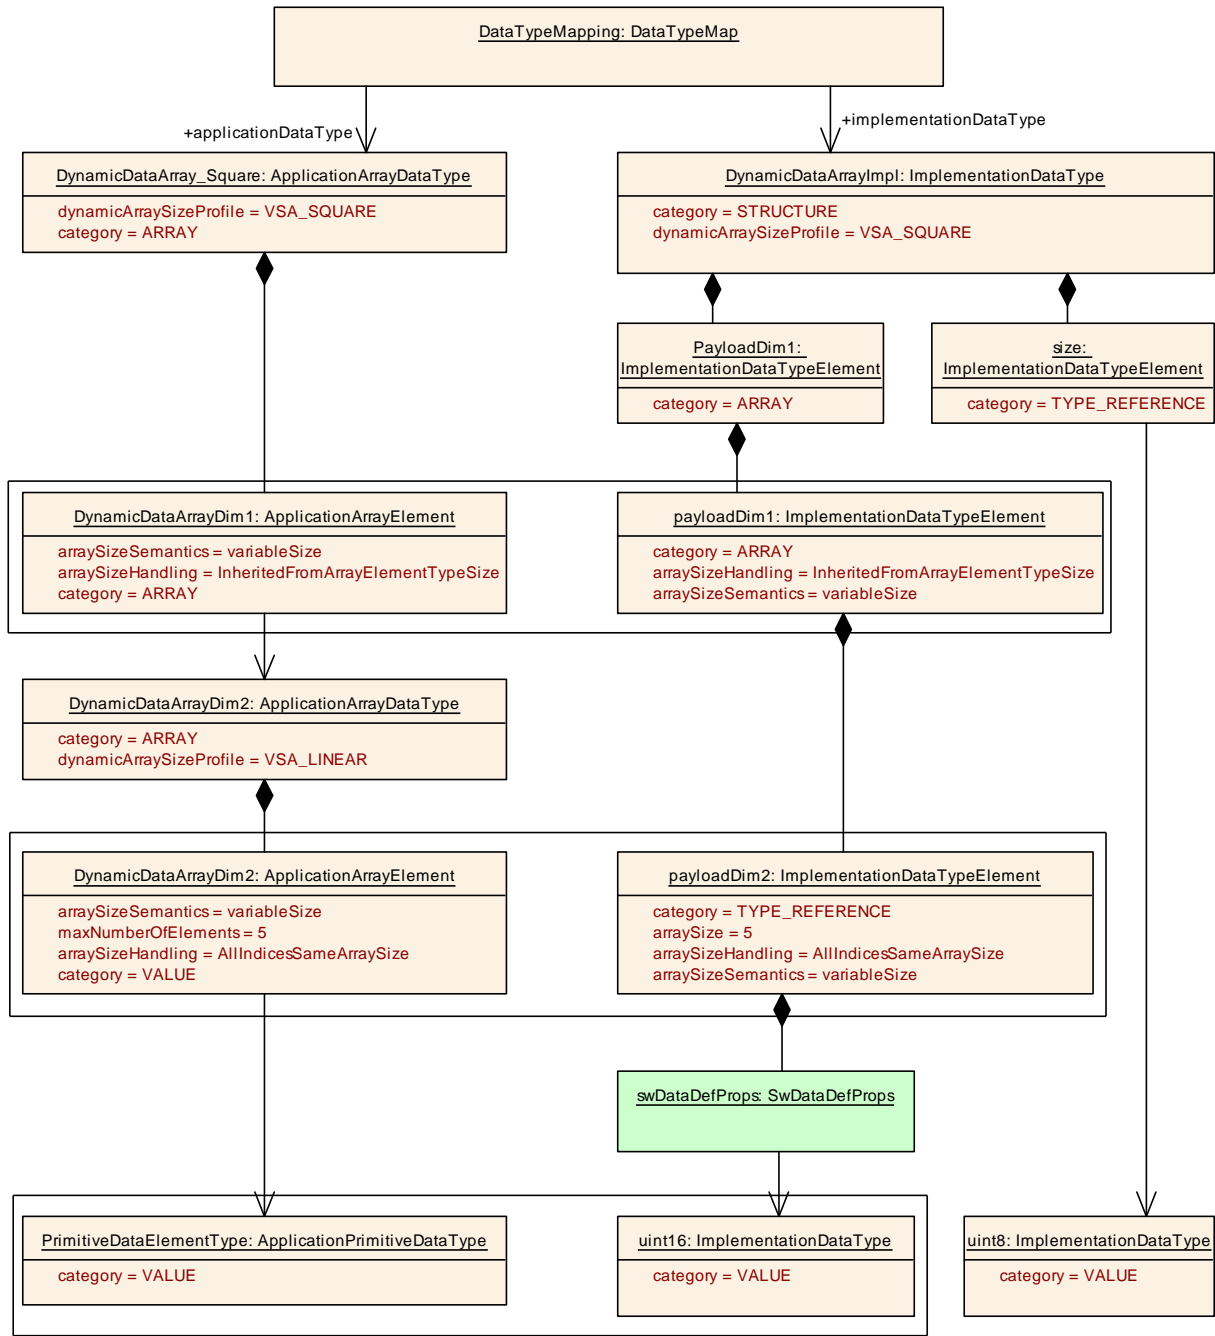 DataTypeMapping: DataTypeMap
+applicationDataType
+implementationDataType
DynamicDataArray_Square: ApplicationArrayDataType
dynamicArraySizeProfile = VSA_SQUARE
category = ARRAY
DynamicDataArrayImpl: ImplementationDataType
category = STRUCTURE
dynamicArraySizeProfile = VSA_SQUARE
PayloadDim1:
ImplementationDataTypeElement
category = ARRAY
size:
ImplementationDataTypeElement
category = TYPE_REFERENCE
DynamicDataArrayDim1: ApplicationArrayElement
arraySizeSemantics = variableSize
arraySizeHandling = InheritedFromArrayElementTypeSize
category = ARRAY
payloadDim1: ImplementationDataTypeElement
category = ARRAY
arraySizeHandling = InheritedFromArrayElementTypeSize
arraySizeSemantics = variableSize
DynamicDataArrayDim2: ApplicationArrayDataType
category = ARRAY
dynamicArraySizeProfile = VSA_LINEAR
DynamicDataArrayDim2: ApplicationArrayElement
arraySizeSemantics = variableSize
maxNumberOfElements = 5
arraySizeHandling = AllIndicesSameArraySize
category = VALUE
payloadDim2: ImplementationDataTypeElement
category = TYPE_REFERENCE
arraySize = 5
arraySizeHandling = AllIndicesSameArraySize
arraySizeSemantics = variableSize
swDataDefProps: SwDataDefProps
PrimitiveDataElementType: ApplicationPrimitiveDataType
category = VALUE
uint16: ImplementationDataType
category = VALUE
uint8: ImplementationDataType
category = VALUE